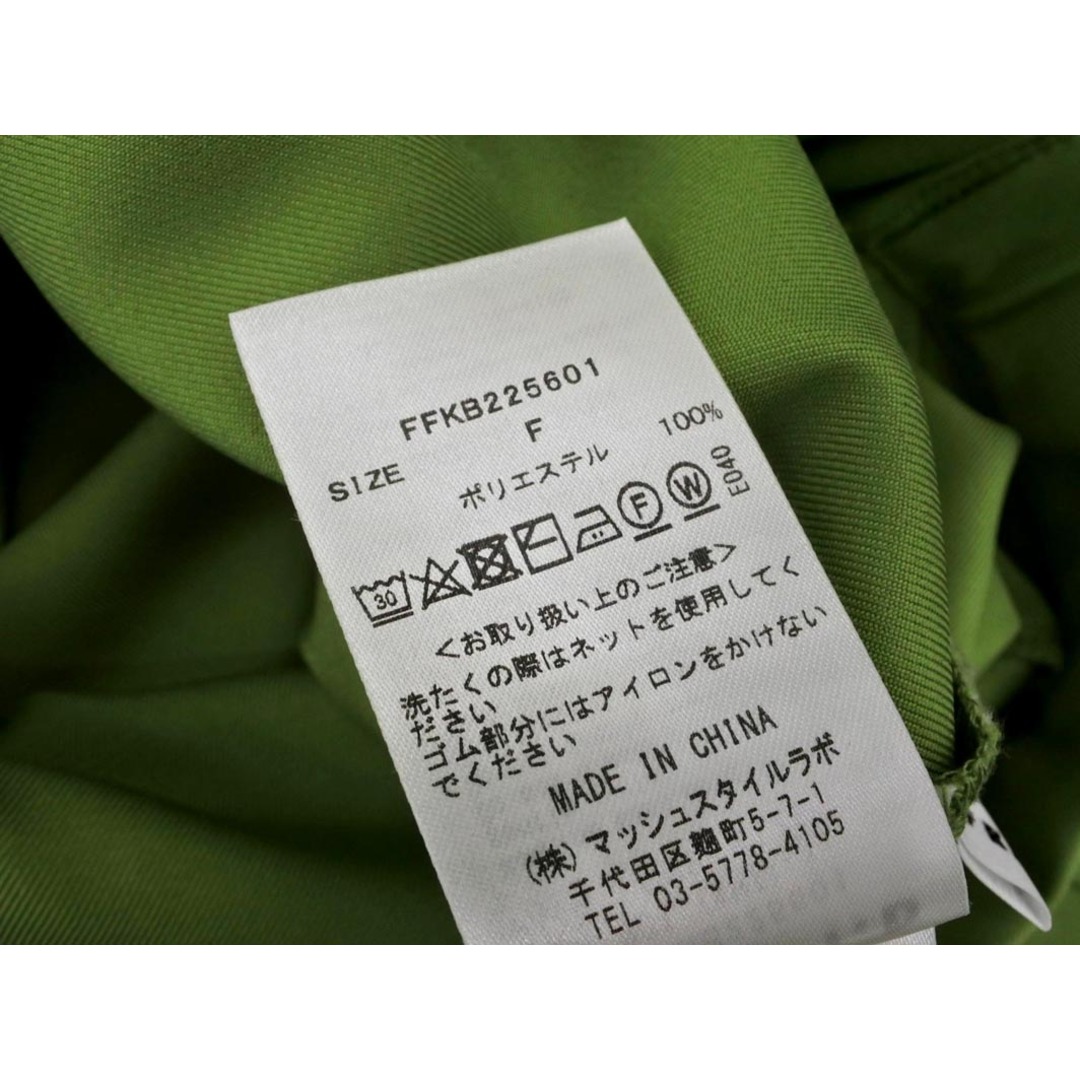 FFKB225601
SIZE F
ポリエステル 100%
E040
30 F W
<お取り扱い上のご注意>
洗たくの際はネットを使用してく
ださい
ゴム部分にはアイロンをかけない
でください
MADE IN CHINA
(株)マッシュスタイルラボ
千代田区麹町5-7-1
TEL 03-5778-4105